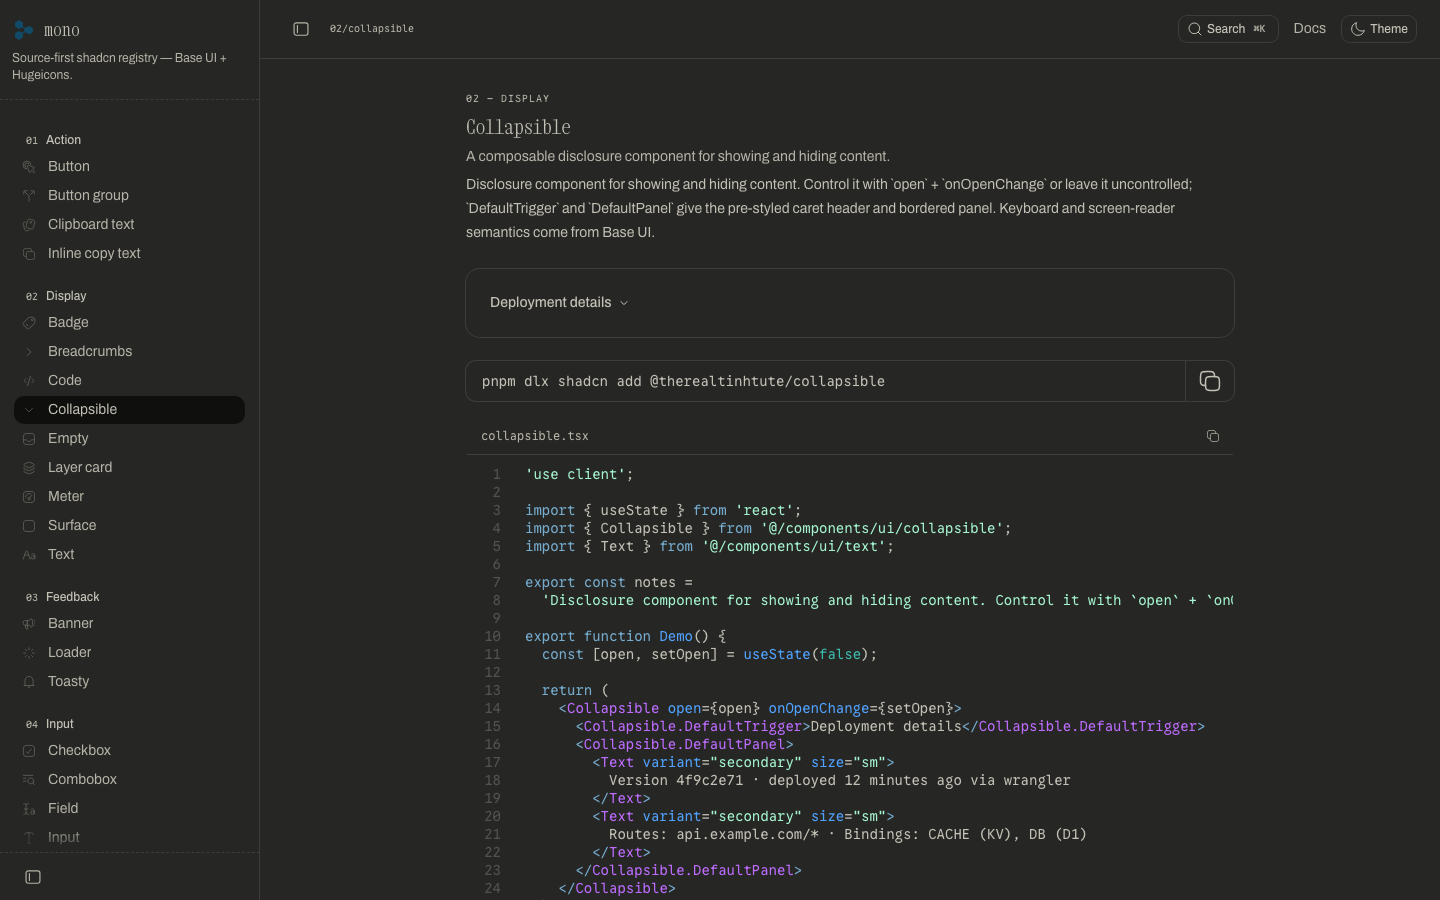 mono
Source-first shadcn registry — Base UI +
Hugeicons.
01 Action
Button
Button group
Clipboard text
Inline copy text
02 Display
Badge
Breadcrumbs
Code
Collapsible
Empty
Layer card
Meter
Surface
Text
03 Feedback
Banner
Loader
Toasty
04 Input
Checkbox
Combobox
Field
Input
02/collapsible
Search ⌘K
Docs
Theme
02 — DISPLAY
Collapsible
A composable disclosure component for showing and hiding content.
Disclosure component for showing and hiding content. Control it with `open` + `onOpenChange` or leave it uncontrolled;
`DefaultTrigger` and `DefaultPanel` give the pre-styled caret header and bordered panel. Keyboard and screen-reader
semantics come from Base UI.
Deployment details
pnpm dlx shadcn add @therealtinhtute/collapsible
collapsible.tsx
1 'use client';
2
3 import { useState } from 'react';
4 import { Collapsible } from '@/components/ui/collapsible';
5 import { Text } from '@/components/ui/text';
6
7 export const notes =
8 'Disclosure component for showing and hiding content. Control it with `open` + `on
9
10 export function Demo() {
11 const [open, setOpen] = useState(false);
12
13 return (
14 <Collapsible open={open} onOpenChange={setOpen}>
15 <Collapsible.DefaultTrigger>Deployment details</Collapsible.DefaultTrigger>
16 <Collapsible.DefaultPanel>
17 <Text variant="secondary" size="sm">
18 Version 4f9c2e71 · deployed 12 minutes ago via wrangler
19 </Text>
20 <Text variant="secondary" size="sm">
21 Routes: api.example.com/* · Bindings: CACHE (KV), DB (D1)
22 </Text>
23 </Collapsible.DefaultPanel>
24 </Collapsible>